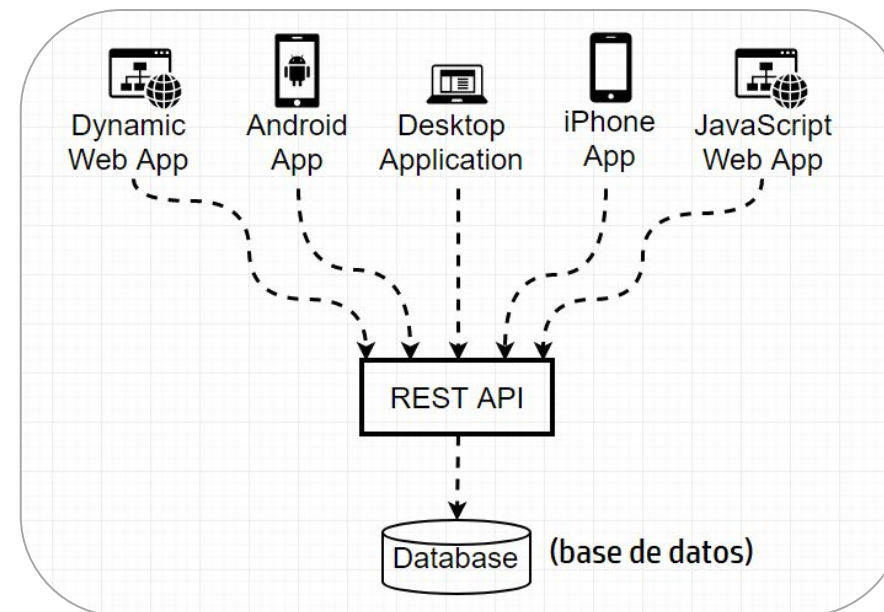 Dynamic
Web App
Android
App
Desktop
Application
iPhone
App
JavaScript
Web App
REST API
Database
(base de datos)